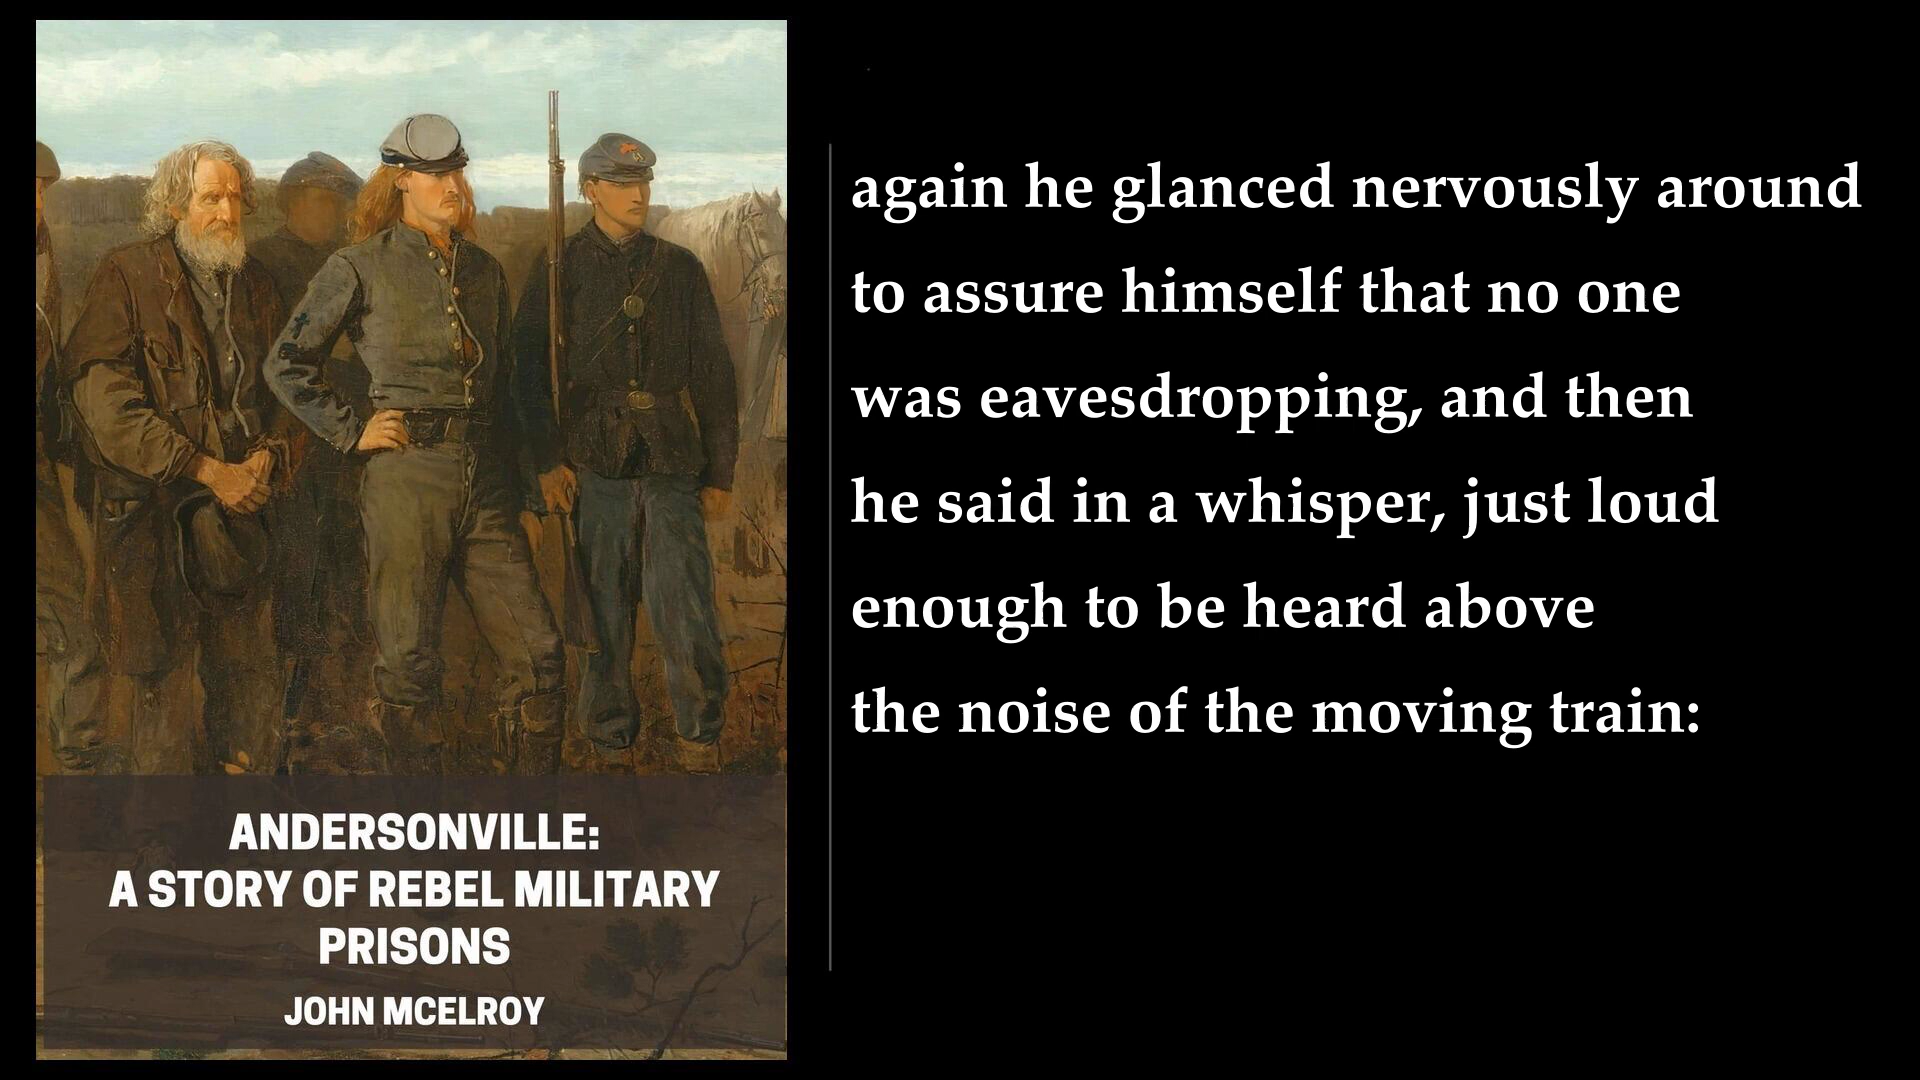 again he glanced nervously around
to assure himself that no one
was eavesdropping, and then
he said in a whisper, just loud
enough to be heard above
the noise of the moving train:
ANDERSONVILLE:
A STORY OF REBEL MILITARY
PRISONS
JOHN MCELROY